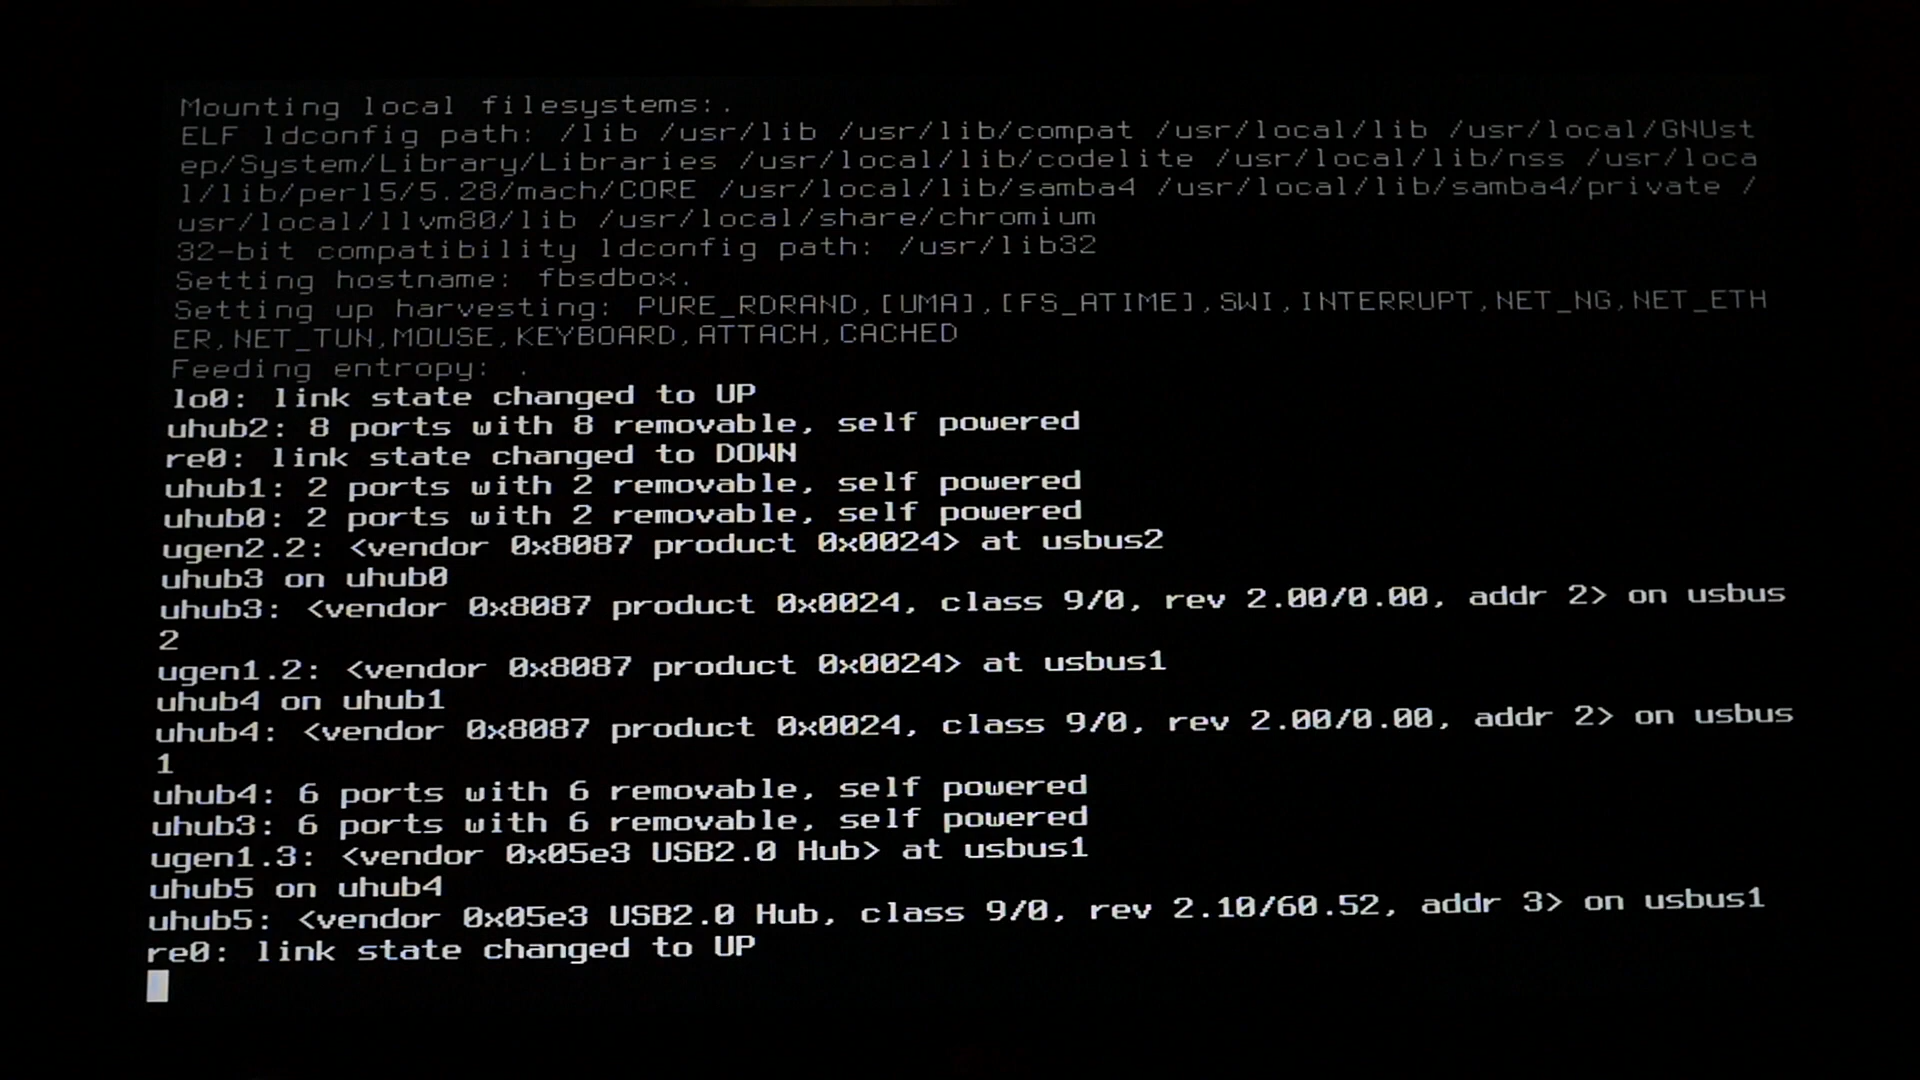 Mounting local filesystems:.
ELF ldconfig path: /lib /usr/lib /usr/lib/compat /usr/local/lib /usr/local/GNUst
ep/System/Library/Libraries /usr/local/lib/codelite /usr/local/lib/nss /usr/loca
l/lib/perl5/5.28/mach/CORE /usr/local/lib/samba4 /usr/local/lib/samba4/private /
usr/local/llvm80/lib /usr/local/share/chromium
32-bit compatibility ldconfig path: /usr/lib32
Setting hostname: fbsdbox.
Setting up harvesting: PURE_RDRAND,[UMA],[FS_ATIME],SWI,INTERRUPT,NET_NG,NET_ETH
ER,NET_TUN,MOUSE,KEYBOARD,ATTACH,CACHED
Feeding entropy: .
lo0: link state changed to UP
uhub2: 8 ports with 8 removable, self powered
re0: link state changed to DOWN
uhub1: 2 ports with 2 removable, self powered
uhub0: 2 ports with 2 removable, self powered
ugen2.2: <vendor 0x8087 product 0x0024> at usbus2
uhub3 on uhub0
uhub3: <vendor 0x8087 product 0x0024, class 9/0, rev 2.00/0.00, addr 2> on usbus
2
ugen1.2: <vendor 0x8087 product 0x0024> at usbus1
uhub4 on uhub1
uhub4: <vendor 0x8087 product 0x0024, class 9/0, rev 2.00/0.00, addr 2> on usbus
1
uhub4: 6 ports with 6 removable, self powered
uhub3: 6 ports with 6 removable, self powered
ugen1.3: <vendor 0x05e3 USB2.0 Hub> at usbus1
uhub5 on uhub4
uhub5: <vendor 0x05e3 USB2.0 Hub, class 9/0, rev 2.10/60.52, addr 3> on usbus1
re0: link state changed to UP